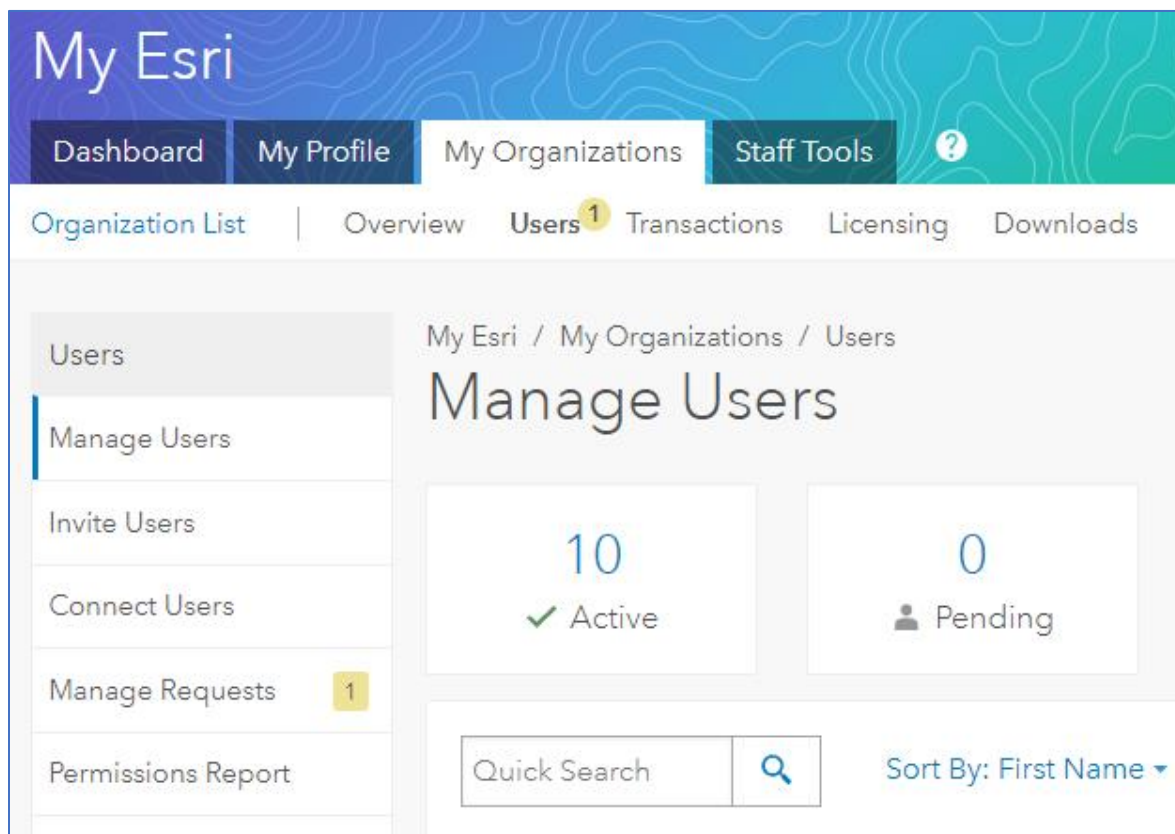 My Esri
Dashboard My Profile My Organizations Staff Tools ?
Organization List | Overview Users 1 Transactions Licensing Downloads
Users
Manage Users
Invite Users
Connect Users
Manage Requests 1
Permissions Report
My Esri / My Organizations / Users
Manage Users
10
Active
0
Pending
Quick Search
Sort By: First Name